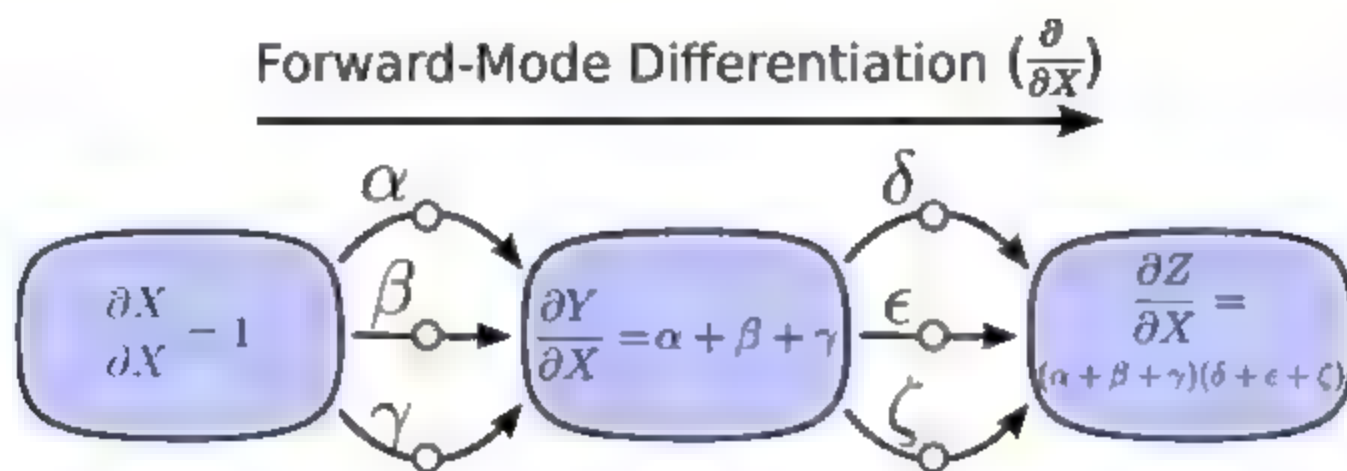 Forward-Mode Differentiation (∂/∂X)
α
δ
β
ϵ
γ
ζ
∂X/∂X - 1
∂Y/∂X = α + β + γ
∂Z/∂X =
(α + β + γ)(δ + ϵ + ζ)